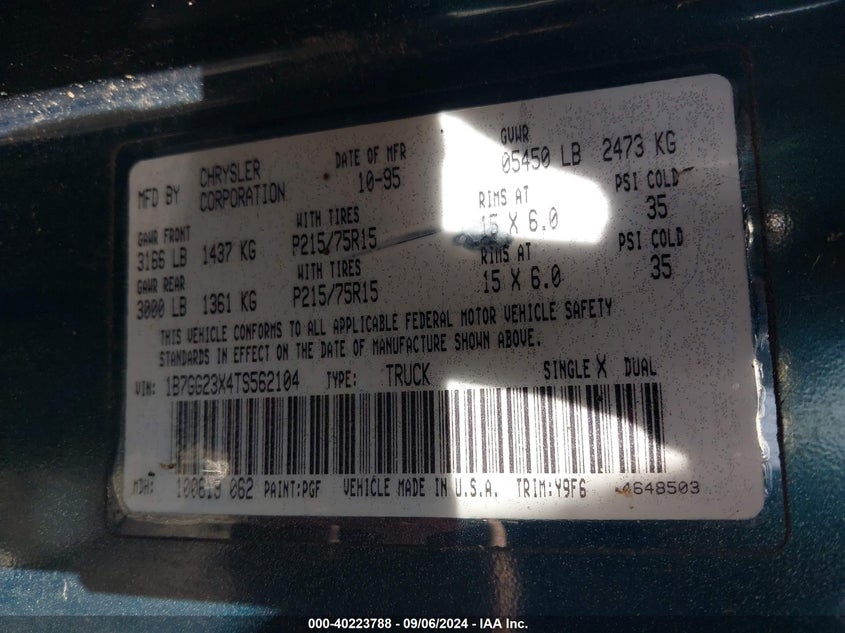 MFD BY CHRYSLER CORPORATION DATE OF MFR 10-95 GVWR 05450 LB 2473 KG
GAWR FRONT 3166 LB 1437 KG WITH TIRES P215/75R15 RIMS AT 15 X 6.0 PSI COLD 35
GAWR REAR 3000 LB 1361 KG WITH TIRES P215/75R15 RIMS AT 15 X 6.0 PSI COLD 35
THIS VEHICLE CONFORMS TO ALL APPLICABLE FEDERAL MOTOR VEHICLE SAFETY
STANDARDS IN EFFECT ON THE DATE OF MANUFACTURE SHOWN ABOVE.
VIN: 1B7GG23X4TS562104 TYPE: TRUCK SINGLE X DUAL
MDH: 100613 062 PAINT:PGF VEHICLE MADE IN U.S.A. TRIM:Y9F6 4648503
000-40223788 - 09/06/2024 - IAA Inc.